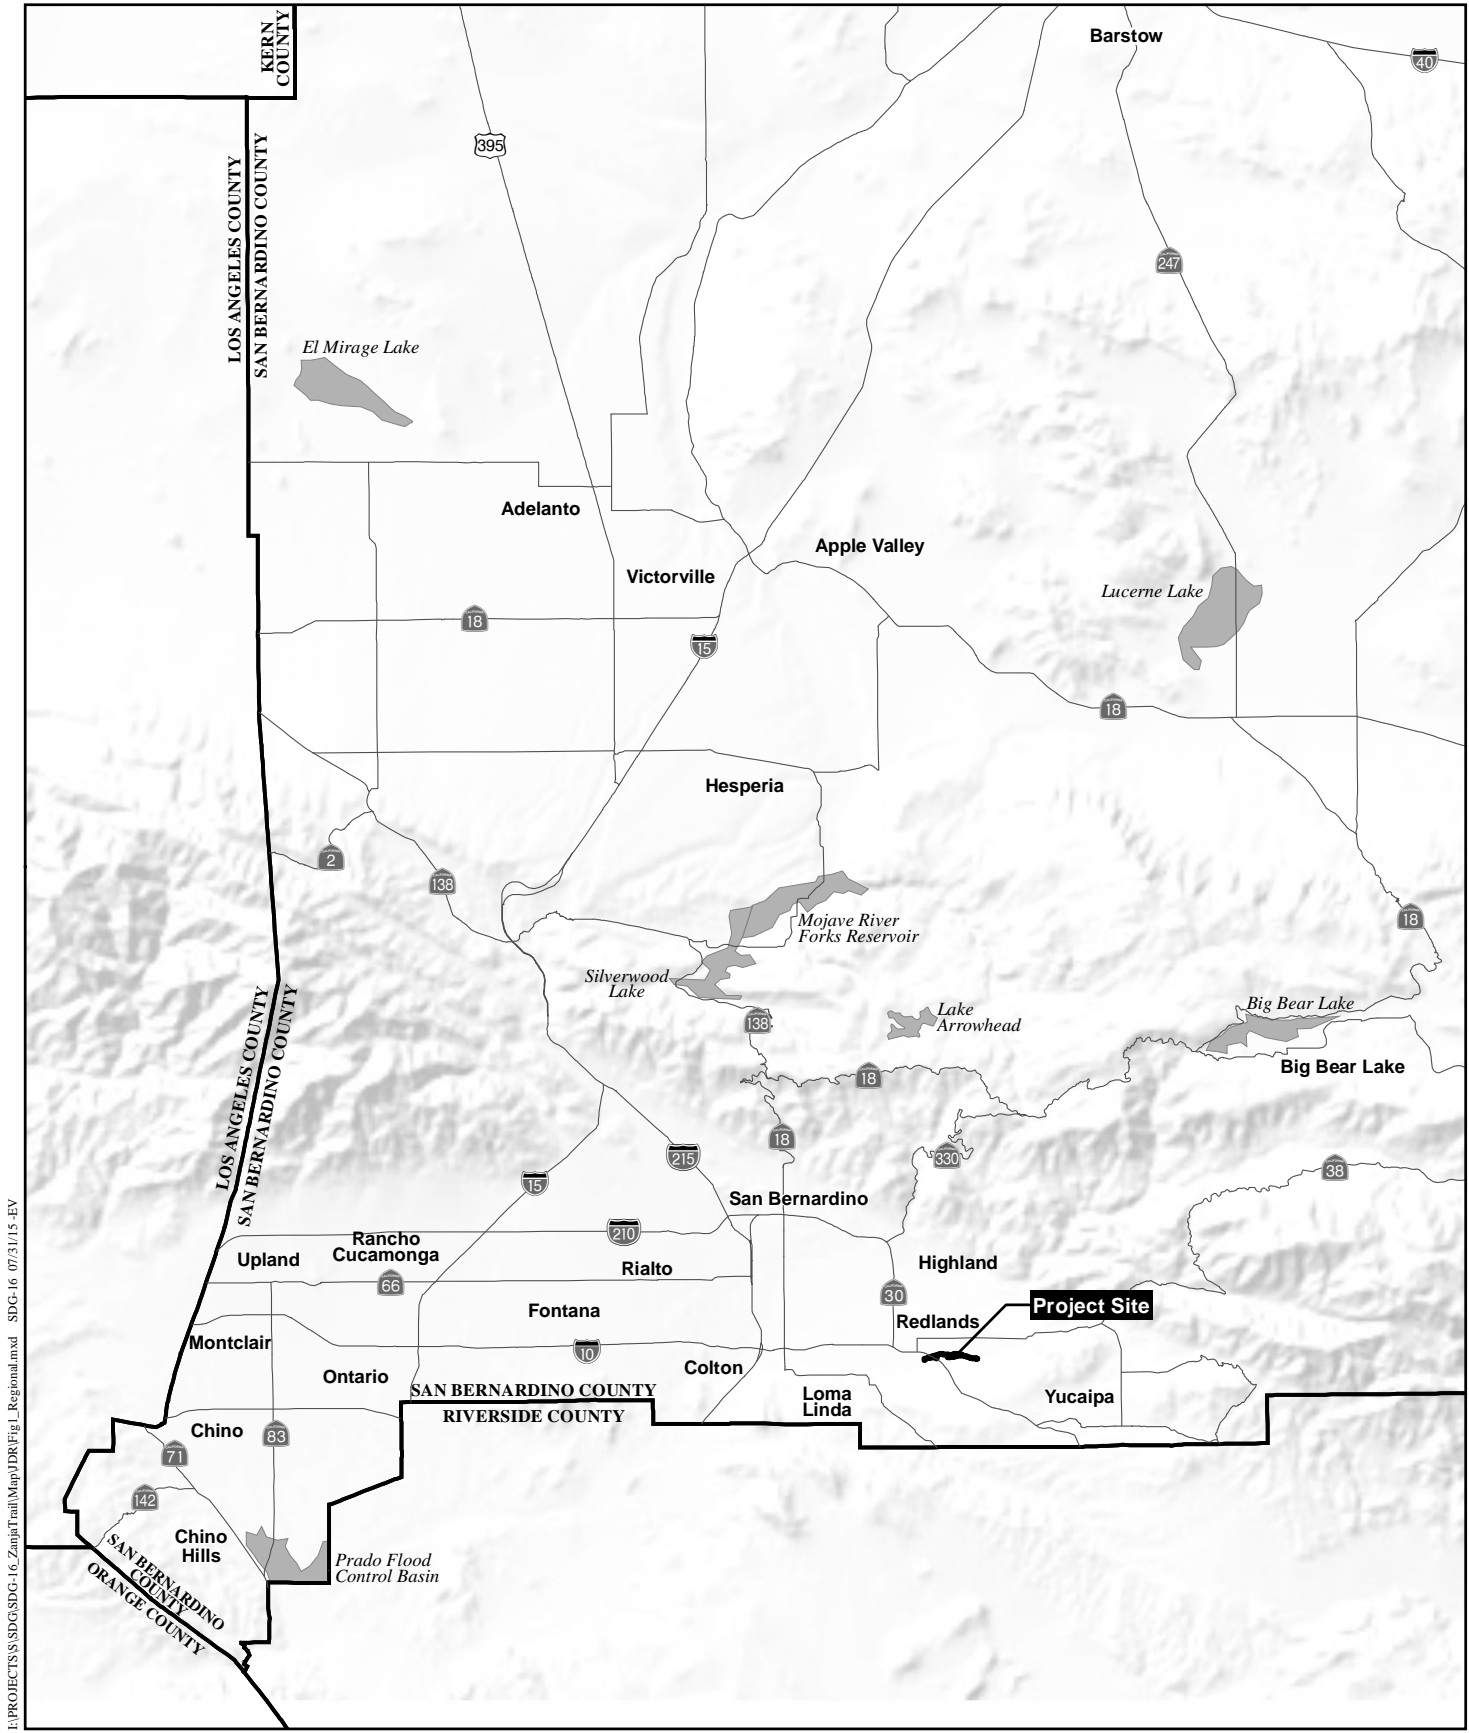 KERN
COUNTY
Barstow
40
395
LOS ANGELES COUNTY
SAN BERNARDINO COUNTY
247
El Mirage Lake
Adelanto
Apple Valley
Victorville
Lucerne Lake
CALIFORNIA
18
15
18
Hesperia
2
138
18
Mojave River
Forks Reservoir
Silverwood
Lake
Lake
Arrowhead
Big Bear Lake
138
Big Bear Lake
18
LOS ANGELES COUNTY
SAN BERNARDINO COUNTY
18
215
330
38
15
San Bernardino
210
Rancho
Cucamonga
Upland
Highland
Rialto
66
30
Project Site
Fontana
Redlands
Montclair
10
Colton
Ontario
SAN BERNARDINO COUNTY
RIVERSIDE COUNTY
Loma
Linda
Yucaipa
Chino
83
71
142
Chino
Hills
Prado Flood
Control Basin
SAN BERNARDINO
COUNTY
ORANGE COUNTY
I:\PROJECTS\S\SDG\SDG-16_ZanjaTrail\Map\JDR\Fig1_Regional.mxd SDG-16 07/31/15 -EV